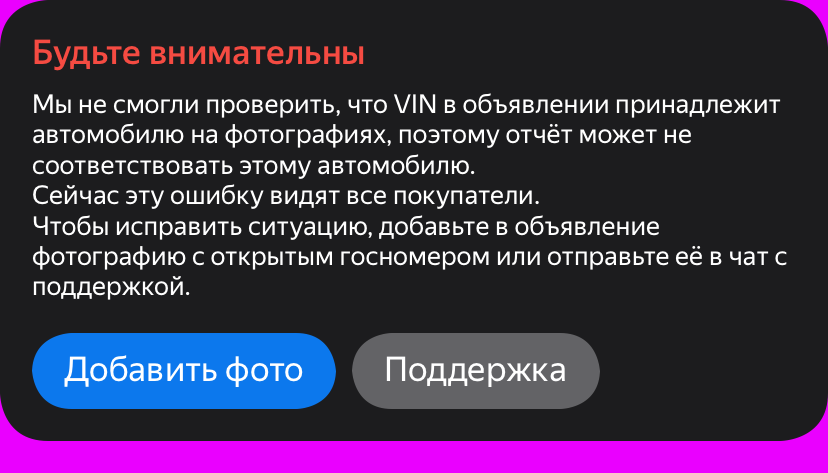 Будьте внимательны
Мы не смогли проверить, что VIN в объявлении принадлежит
автомобилю на фотографиях, поэтому отчёт может не
соответствовать этому автомобилю.
Сейчас эту ошибку видят все покупатели.
Чтобы исправить ситуацию, добавьте в объявление
фотографию с открытым госномером или отправьте её в чат с
поддержкой.
Добавить фото
Поддержка